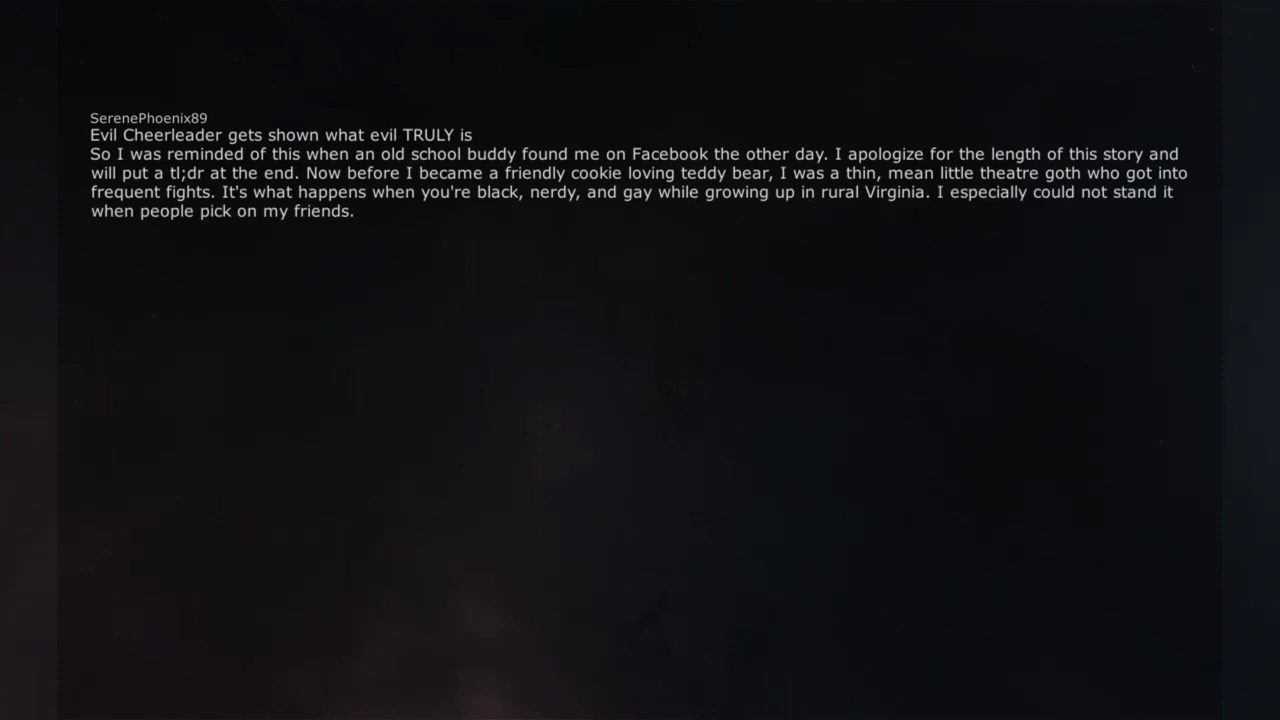 SerenePhoenix89
Evil Cheerleader gets shown what evil TRULY is
So I was reminded of this when an old school buddy found me on Facebook the other day. I apologize for the length of this story and
will put a tl;dr at the end. Now before I became a friendly cookie loving teddy bear, I was a thin, mean little theatre goth who got into
frequent fights. It's what happens when you're black, nerdy, and gay while growing up in rural Virginia. I especially could not stand it
when people pick on my friends.